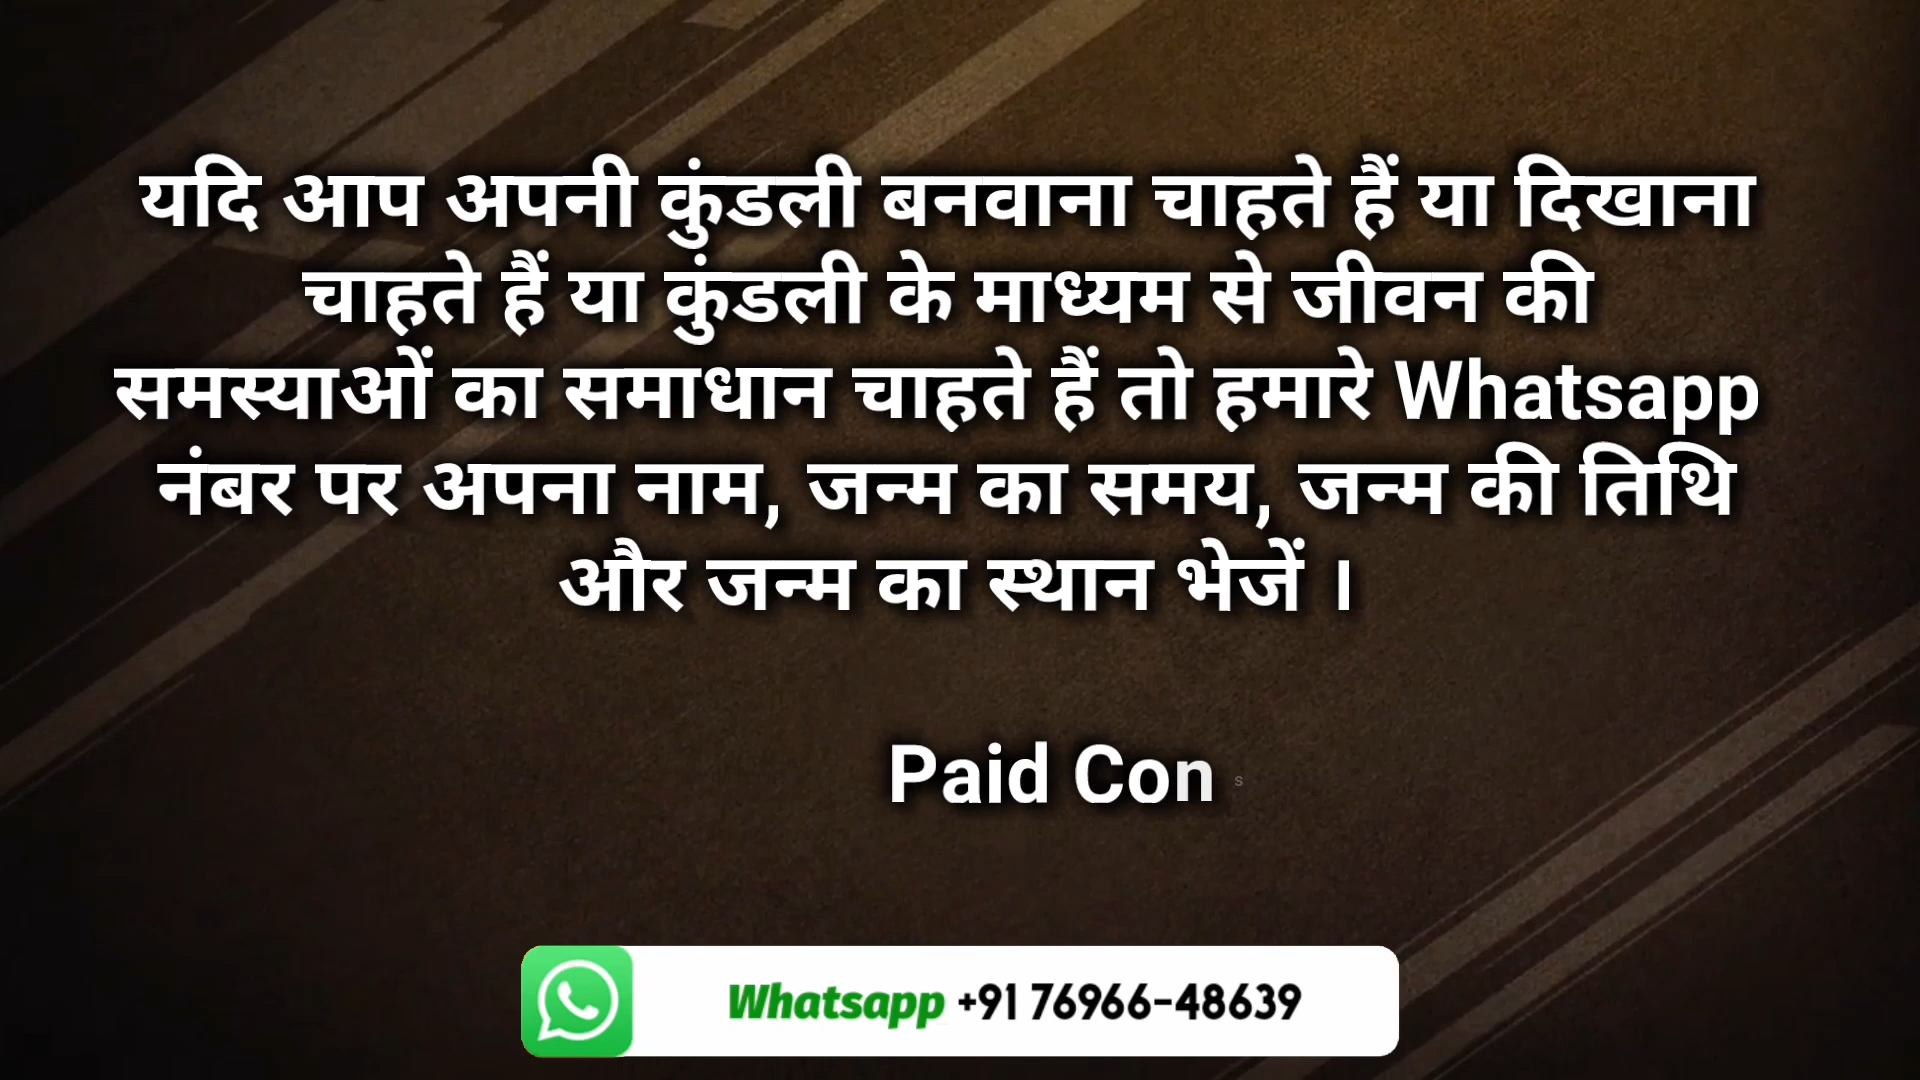 यदि आप अपनी कुंडली बनवाना चाहते हैं या दिखाना
चाहते हैं या कुंडली के माध्यम से जीवन की
समस्याओं का समाधान चाहते हैं तो हमारे Whatsapp
नंबर पर अपना नाम, जन्म का समय, जन्म की तिथि
और जन्म का स्थान भेजें ।
Paid Cons
Whatsapp +91 76966-48639